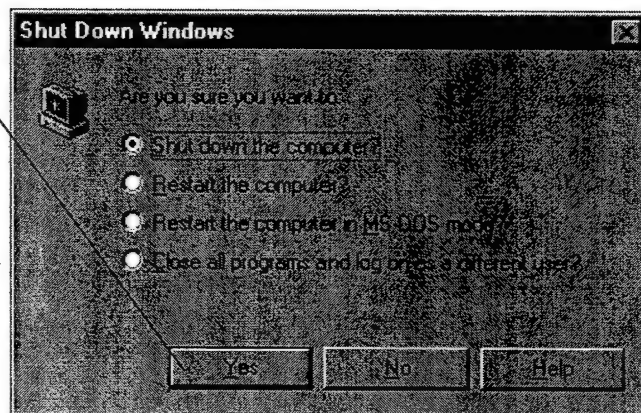 Shut Down Windows
Are you sure you want to:
Shut down the computer?
Restart the computer?
Restart the computer in MS-DOS mode?
Close all programs and log on as a different user?
Yes No Help